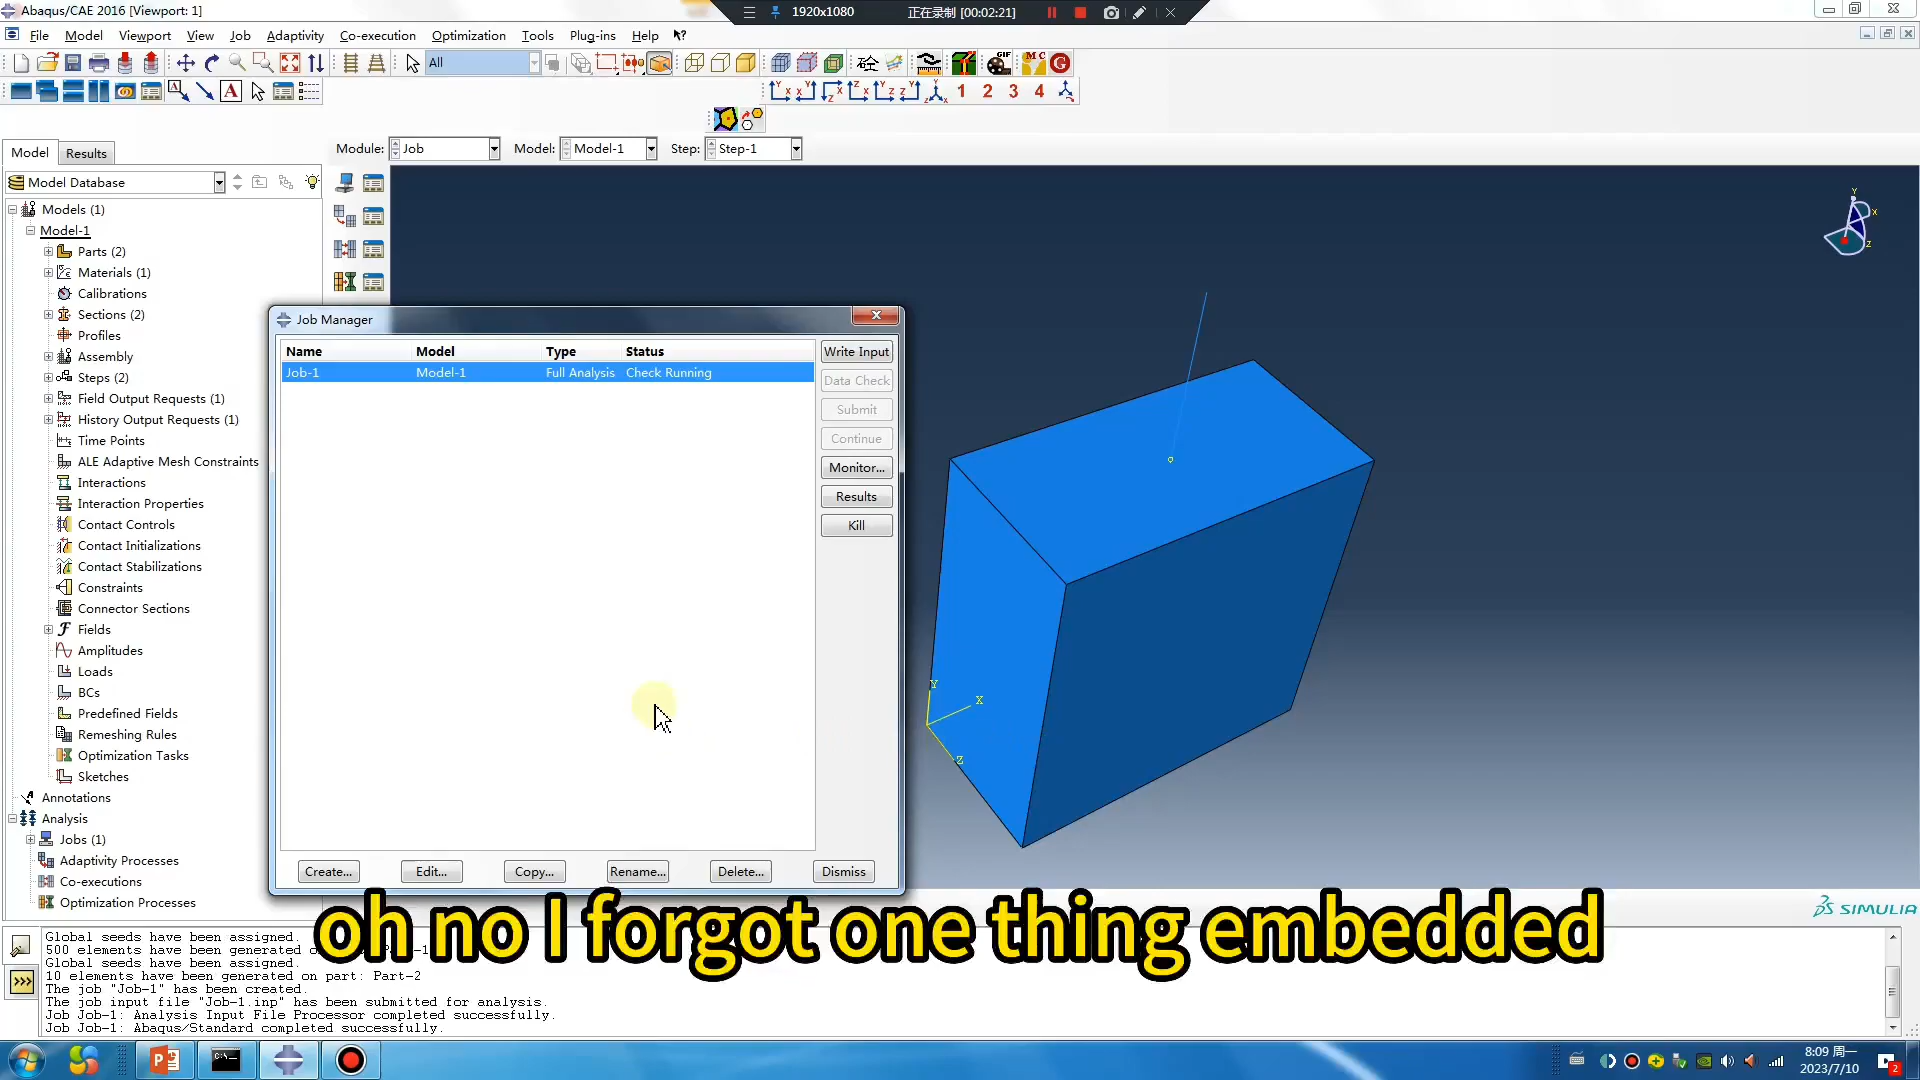 Abaqus/CAE 2016 [Viewport: 1]
1920x1080
正在录制 [00:02:21]
File Model Viewport View Job Adaptivity Co-execution Optimization Tools Plug-ins Help
All
GIF
M C
G
A
1 2 3 4
Model Results
Module: Job Model: Model-1 Step: Step-1
Model Database
Models (1)
Model-1
Parts (2)
Materials (1)
Calibrations
Sections (2)
Profiles
Assembly
Steps (2)
Field Output Requests (1)
History Output Requests (1)
Time Points
ALE Adaptive Mesh Constraints
Interactions
Interaction Properties
Contact Controls
Contact Initializations
Contact Stabilizations
Constraints
Connector Sections
Fields
Amplitudes
Loads
BCs
Predefined Fields
Remeshing Rules
Optimization Tasks
Sketches
Annotations
Analysis
Jobs (1)
Adaptivity Processes
Co-executions
Optimization Processes
Job Manager
Name Model Type Status
Job-1 Model-1 Full Analysis Check Running
Write Input
Data Check
Submit
Continue
Monitor...
Results
Kill
Create... Edit... Copy... Rename... Delete... Dismiss
Y
X
Z
Y
X
Z
SIMULIA
oh no I forgot one thing embedded
Global seeds have been assigned.
500 elements have been generated o
-1
Global seeds have been assigned.
10 elements have been generated on part: Part-2
The job "Job-1" has been created.
The job input file "Job-1.inp" has been submitted for analysis.
Job Job-1: Analysis Input File Processor completed successfully.
Job Job-1: Abaqus/Standard completed successfully.
>>>
8:09 周一
2023/7/10
2